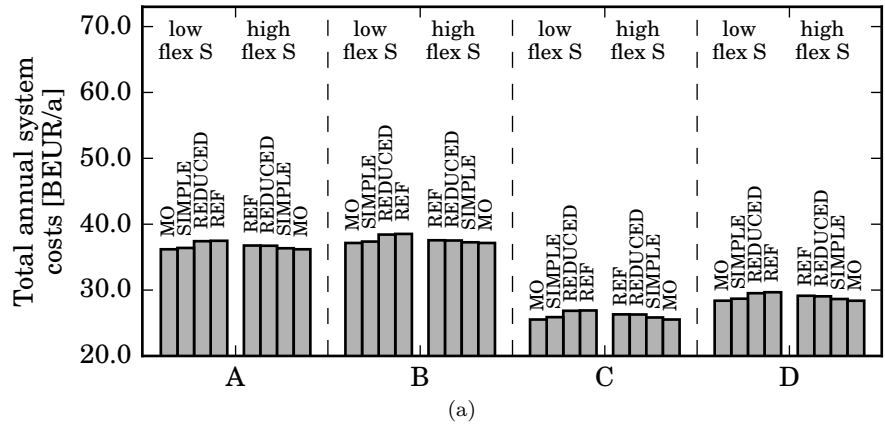 Total annual system
costs [BEUR/a]
70.0
60.0
50.0
40.0
30.0
20.0
low
flex S
high
flex S
low
flex S
high
flex S
low
flex S
high
flex S
low
flex S
high
flex S
MO
SIMPLE
REDUCED
REF
REF
REDUCED
SIMPLE
MO
MO
SIMPLE
REDUCED
REF
REF
REDUCED
SIMPLE
MO
MO
SIMPLE
REDUCED
REF
REF
REDUCED
SIMPLE
MO
MO
SIMPLE
REDUCED
REF
REF
REDUCED
SIMPLE
MO
A
B
C
D
(a)